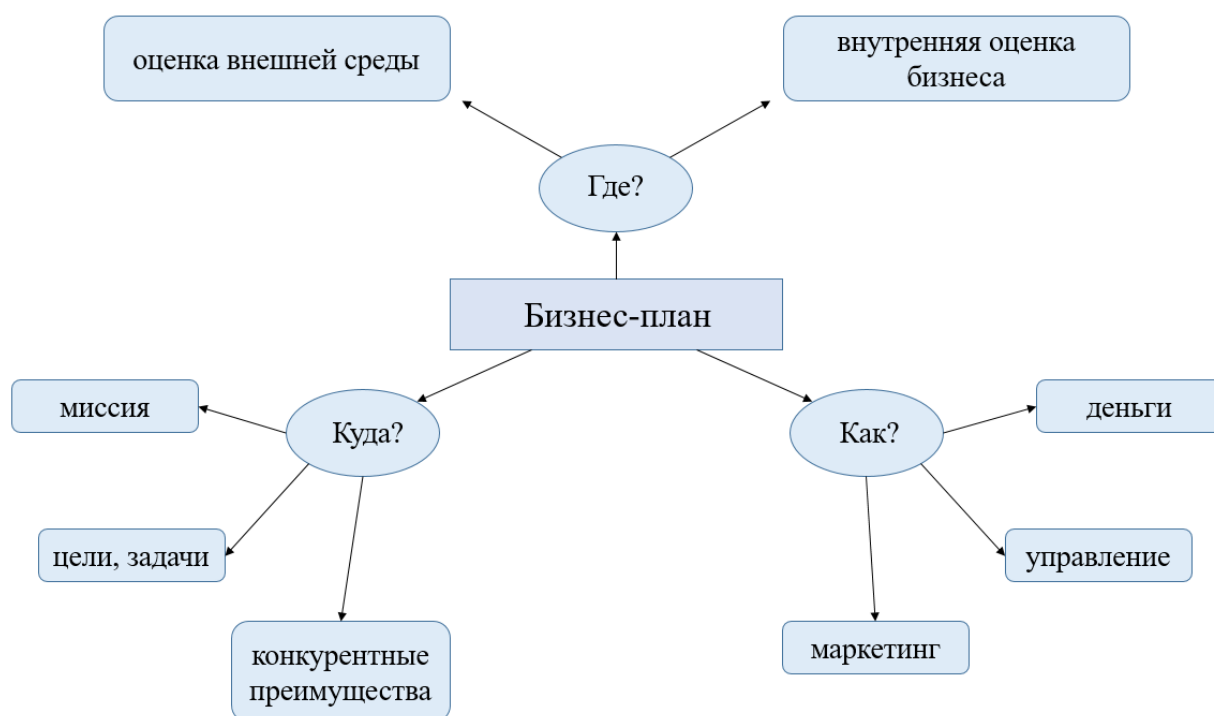 оценка внешней среды
внутренняя оценка
бизнеса
Где?
Бизнес-план
миссия
Куда?
Как?
деньги
цели, задачи
управление
конкурентные
преимущества
маркетинг